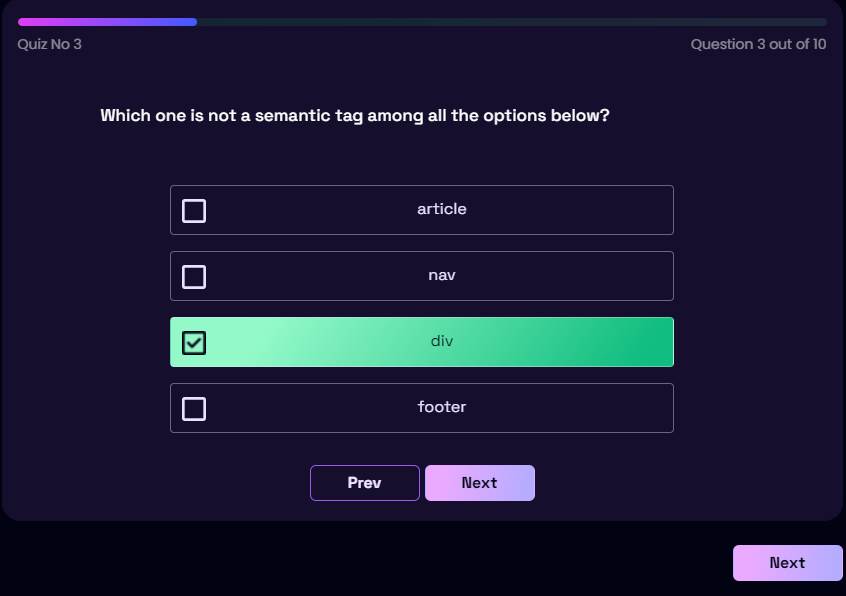 Quiz No 3
Question 3 out of 10
Which one is not a semantic tag among all the options below?
article
nav
div
footer
Prev
Next
Next